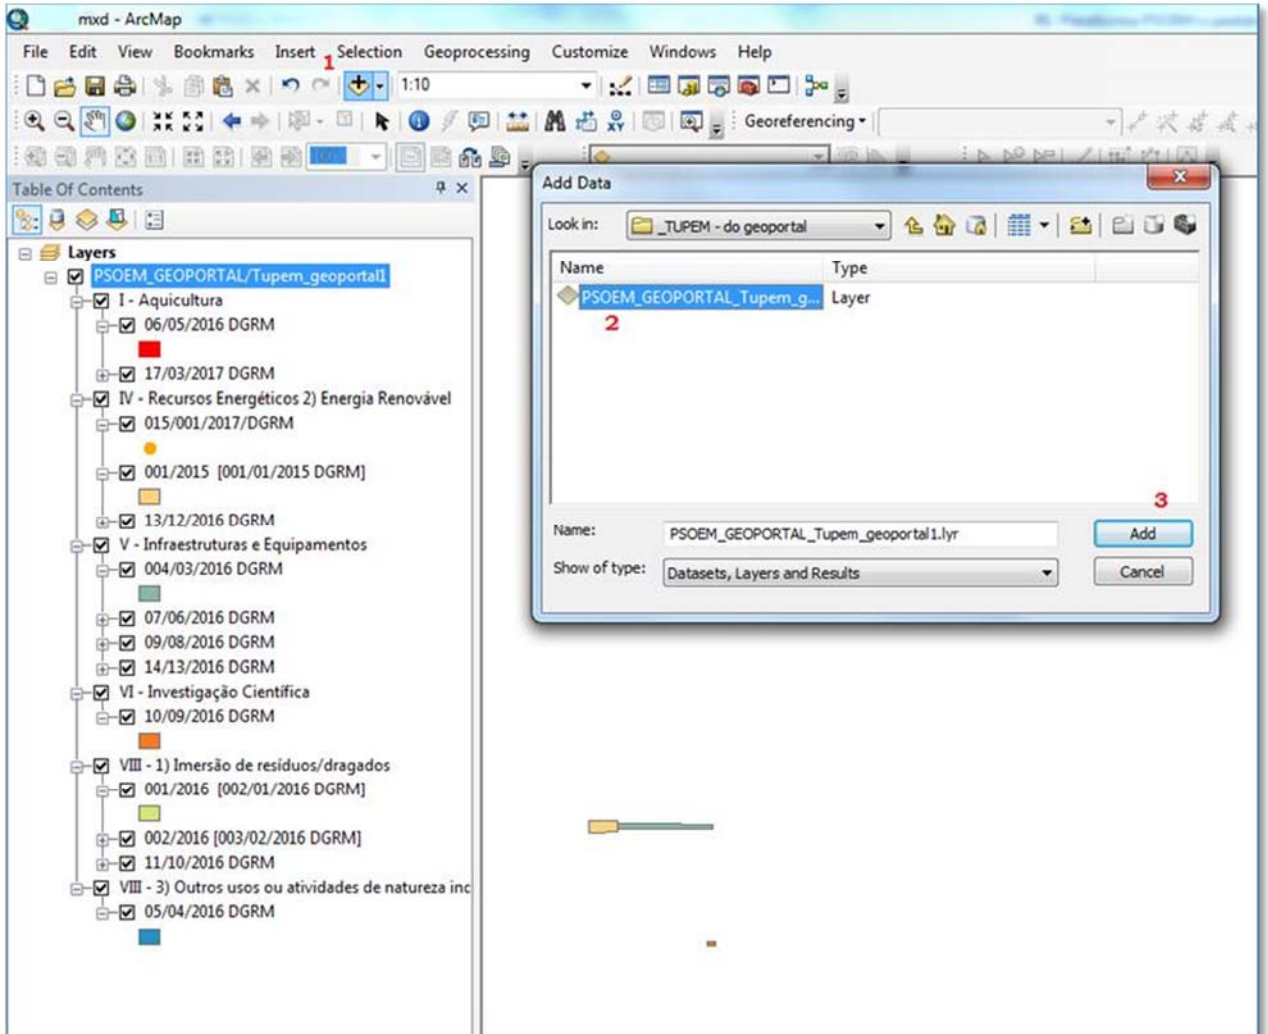 mxd - ArcMap
File Edit View Bookmarks Insert Selection Geoprocessing Customize Windows Help
1
1:10
Georeferencing
100%
Table Of Contents
Layers
PSOEM_GEOPORTAL/Tupem_geoportal1
I - Aquicultura
06/05/2016 DGRM
17/03/2017 DGRM
IV - Recursos Energéticos 2) Energia Renovável
015/001/2017/DGRM
001/2015 [001/01/2015 DGRM]
13/12/2016 DGRM
V - Infraestruturas e Equipamentos
004/03/2016 DGRM
07/06/2016 DGRM
09/08/2016 DGRM
14/13/2016 DGRM
VI - Investigação Científica
10/09/2016 DGRM
VIII - 1) Imersão de resíduos/dragados
001/2016 [002/01/2016 DGRM]
002/2016 [003/02/2016 DGRM]
11/10/2016 DGRM
VIII - 3) Outros usos ou atividades de natureza inc
05/04/2016 DGRM
Add Data
Look in: _TUPEM - do geoportal
Name Type
PSOEM_GEOPORTAL_Tupem_g... Layer
2
3
Name: PSOEM_GEOPORTAL_Tupem_geoportal1.lyr Add
Show of type: Datasets, Layers and Results Cancel